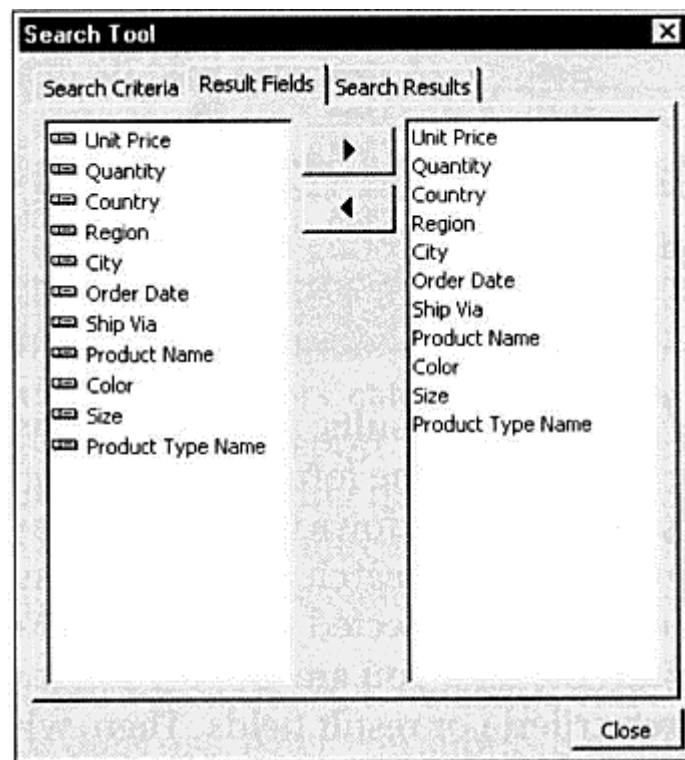 Search Tool
Search Criteria Result Fields Search Results
Unit Price
Quantity
Country
Region
City
Order Date
Ship Via
Product Name
Color
Size
Product Type Name
Unit Price
Quantity
Country
Region
City
Order Date
Ship Via
Product Name
Color
Size
Product Type Name
Close